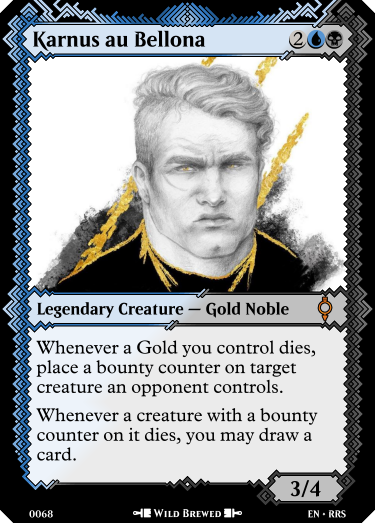 Karnus au Bellona 2
Legendary Creature — Gold Noble
Whenever a Gold you control dies,
place a bounty counter on target
creature an opponent controls.
Whenever a creature with a bounty
counter on it dies, you may draw a
card.
3/4
0068 Wild Brewed EN • RRS